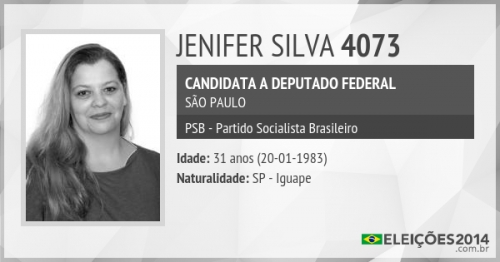 JENIFER SILVA 4073
CANDIDATA A DEPUTADO FEDERAL
SÃO PAULO
PSB - Partido Socialista Brasileiro
Idade: 31 anos (20-01-1983)
Naturalidade: SP - Iguape
ELEIÇÕES2014
.com.br